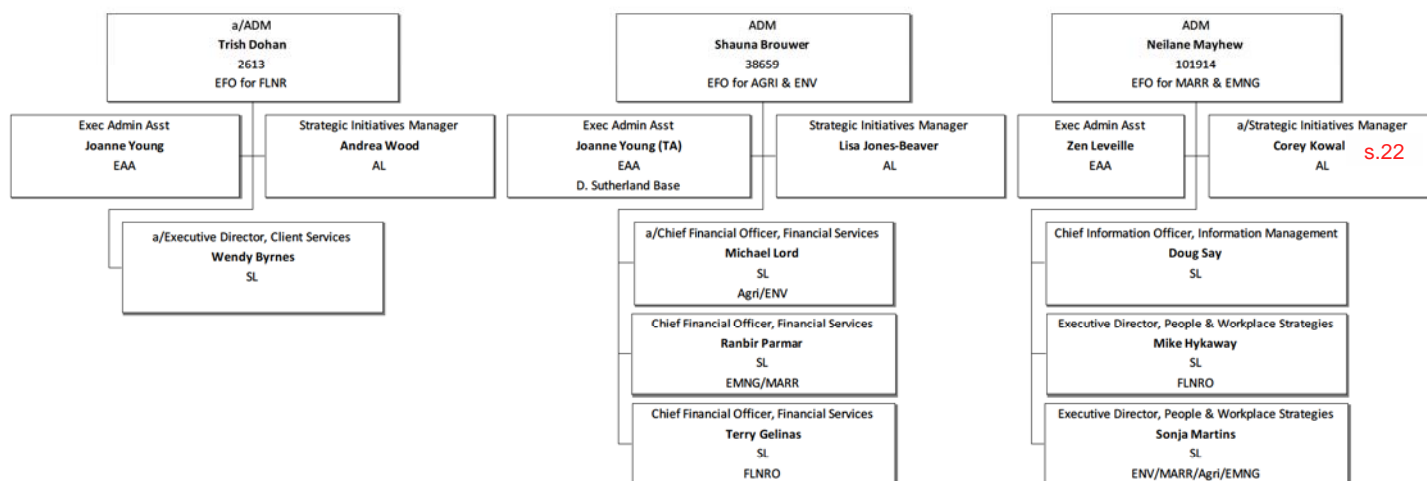 a/ADM
Trish Dohan
2613
EFO for FLNR
Exec Admin Asst
Joanne Young
EAA
Strategic Initiatives Manager
Andrea Wood
AL
a/Executive Director, Client Services
Wendy Byrnes
SL
ADM
Shauna Brouwer
38659
EFO for AGRI & ENV
Exec Admin Asst
Joanne Young (TA)
EAA
D. Sutherland Base
Strategic Initiatives Manager
Lisa Jones-Beaver
AL
a/Chief Financial Officer, Financial Services
Michael Lord
SL
Agri/ENV
Chief Financial Officer, Financial Services
Ranbir Parmar
SL
EMNG/MARR
Chief Financial Officer, Financial Services
Terry Gelinas
SL
FLNRO
ADM
Neilane Mayhew
101914
EFO for MARR & EMNG
Exec Admin Asst
Zen Leveille
EAA
a/Strategic Initiatives Manager
Corey Kowal s.22
AL
Chief Information Officer, Information Management
Doug Say
SL
Executive Director, People & Workplace Strategies
Mike Hykaway
SL
FLNRO
Executive Director, People & Workplace Strategies
Sonja Martins
SL
ENV/MARR/Agri/EMNG